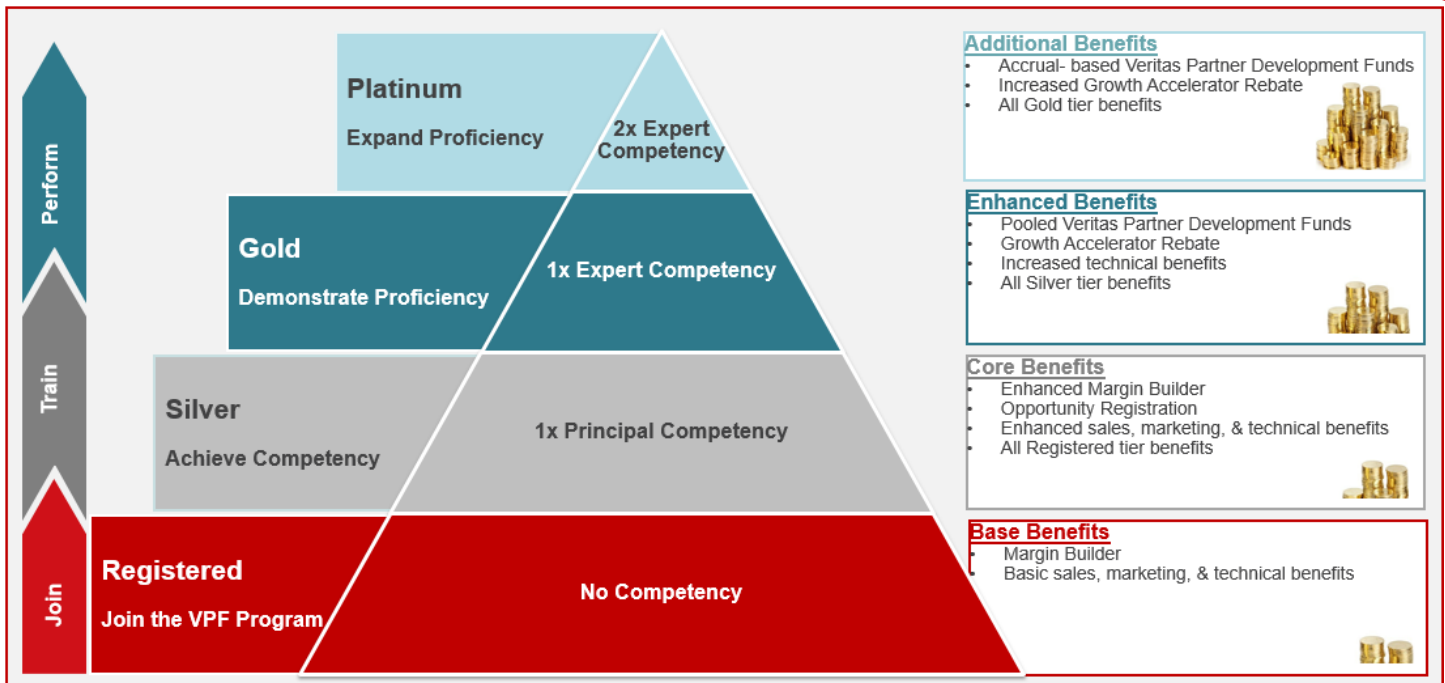 Perform
Train
Join
Platinum
Expand Proficiency
2x Expert
Competency
Additional Benefits
• Accrual- based Veritas Partner Development Funds
• Increased Growth Accelerator Rebate
• All Gold tier benefits
Gold
Demonstrate Proficiency
1x Expert Competency
Enhanced Benefits
• Pooled Veritas Partner Development Funds
• Growth Accelerator Rebate
• Increased technical benefits
• All Silver tier benefits
Silver
Achieve Competency
1x Principal Competency
Core Benefits
• Enhanced Margin Builder
• Opportunity Registration
• Enhanced sales, marketing, & technical benefits
• All Registered tier benefits
Registered
Join the VPF Program
No Competency
Base Benefits
• Margin Builder
• Basic sales, marketing, & technical benefits